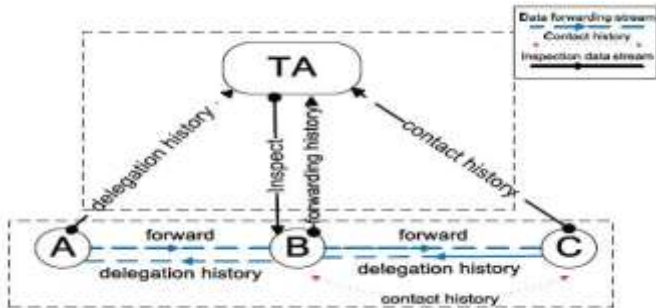 Data forwarding stream
Contact history
Inspection data stream
TA
delegation history
Inspect
forwarding history
contact history
A
forward
B
forward
C
delegation history
delegation history
contact history